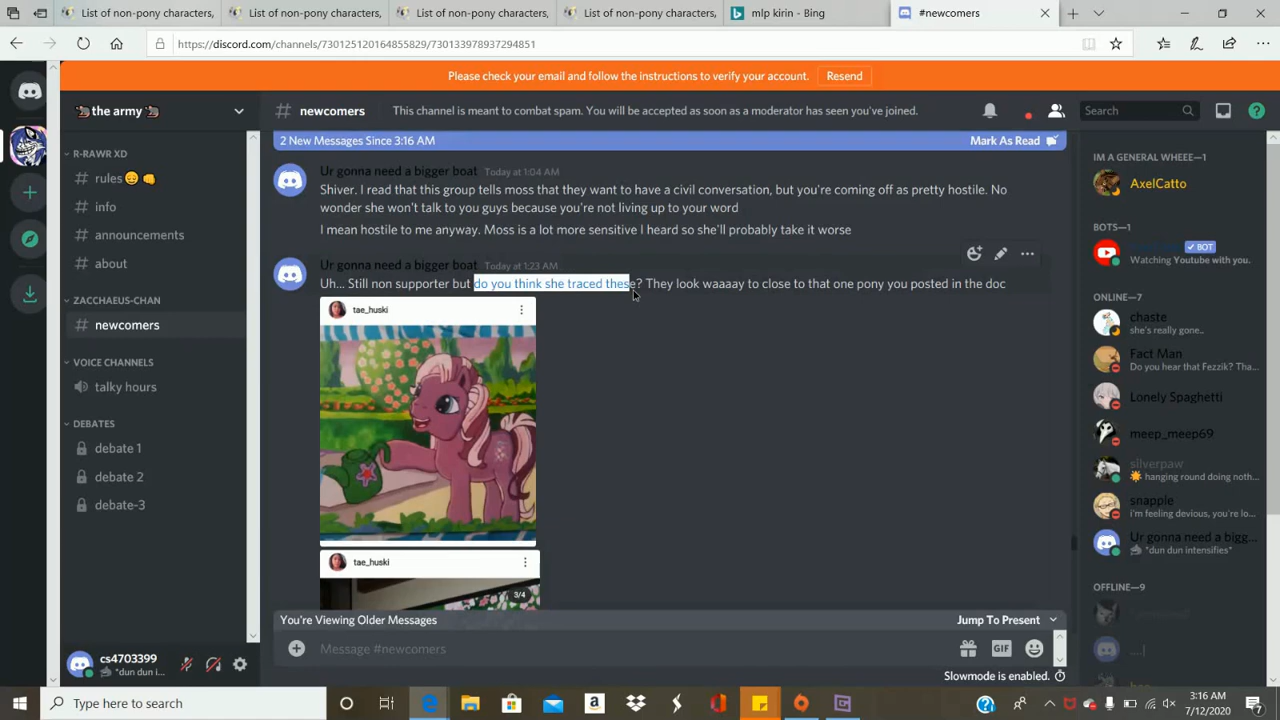 List of non-pony characters,
List of non-pony characters,
List of non-pony characters,
List of non-pony characters,
mlp kirin - Bing
#newcomers
https://discord.com/channels/730125120164855829/730133978937294851
Please check your email and follow the instructions to verify your account.
Resend
the army
# newcomers
This channel is meant to combat spam. You will be accepted as soon as a moderator has seen you've joined.
Search
2 New Messages Since 3:16 AM
Mark As Read
R-RAWR XD
# rules
# info
# announcements
# about
ZACCHAEUS-CHAN
# newcomers
VOICE CHANNELS
talky hours
DEBATES
debate 1
debate 2
debate-3
cs4703399
*dun dun i...
Ur gonna need a bigger boat Today at 1:04 AM
Shiver. I read that this group tells moss that they want to have a civil conversation, but you're coming off as pretty hostile. No
wonder she won't talk to you guys because you're not living up to your word
I mean hostile to me anyway. Moss is a lot more sensitive I heard so she'll probably take it worse
Ur gonna need a bigger boat Today at 1:23 AM
Uh... Still non supporter but do you think she traced these? They look waaaay to close to that one pony you posted in the doc
tae_huski
tae_huski
3/4
You're Viewing Older Messages
Jump To Present
Message #newcomers
GIF
Slowmode is enabled.
IM A GENERAL WHEEE—1
AxelCatto
BOTS—1
BOT
Watching Youtube with you.
ONLINE—7
chaste
she's really gone..
Fact Man
Do you hear that Fezzik? Tha...
Lonely Spaghetti
meep_meep69
silverpaw
hanging round doing noth...
snapple
i'm feeling devious, you're lo...
Ur gonna need a bigg...
*dun dun intensifies*
OFFLINE—9
Type here to search
3:16 AM
7/12/2020